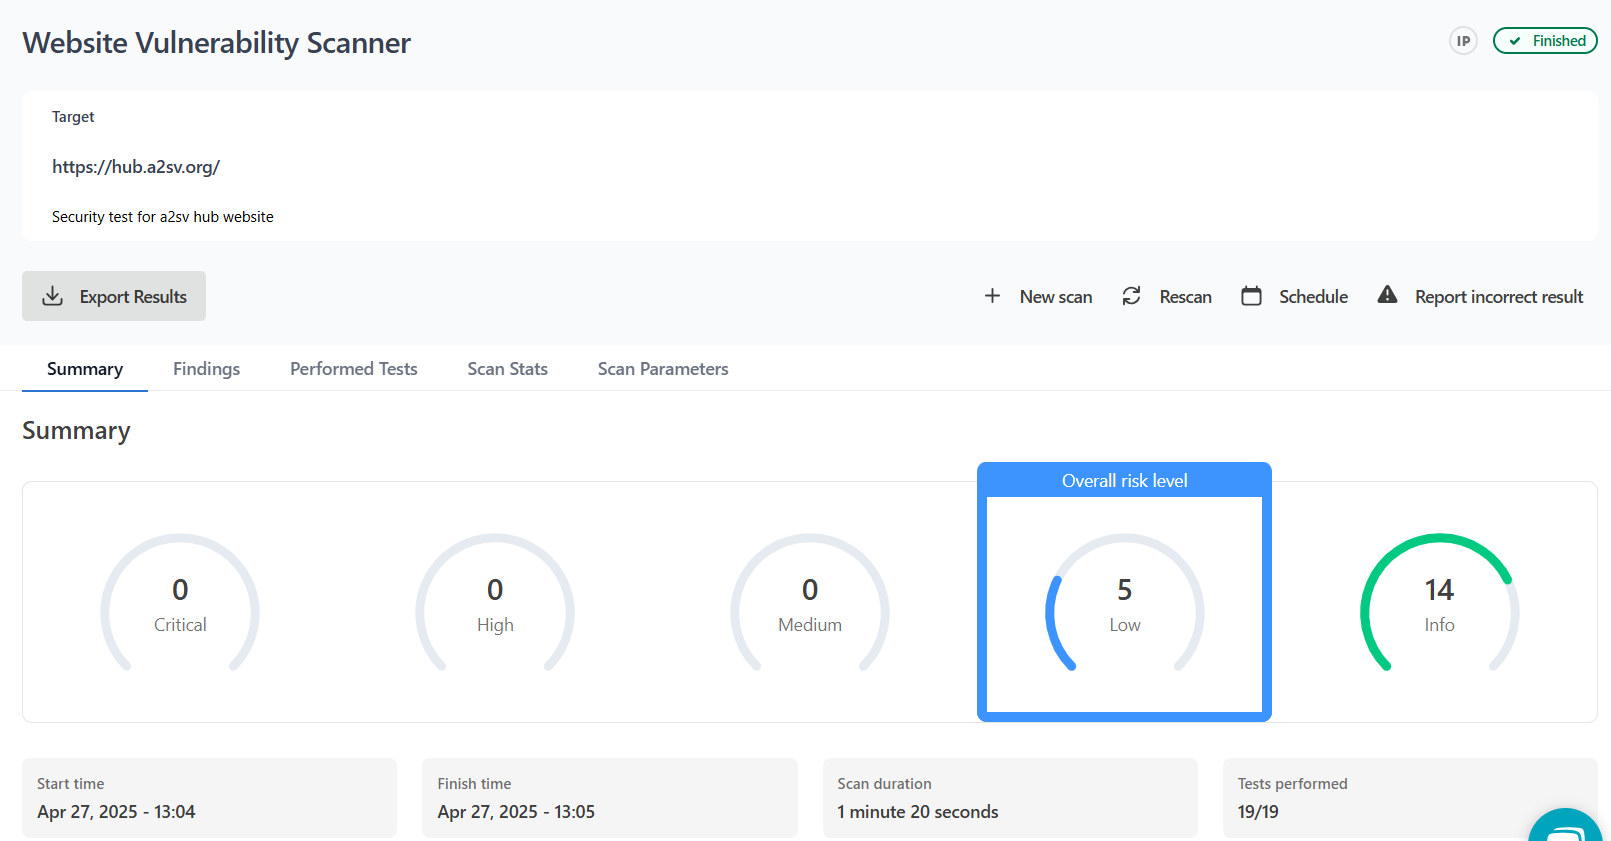 Website Vulnerability Scanner
IP
Finished
Target
https://hub.a2sv.org/
Security test for a2sv hub website
Export Results
New scan
Rescan
Schedule
Report incorrect result
Summary
Findings
Performed Tests
Scan Stats
Scan Parameters
Summary
Overall risk level
0
Critical
0
High
0
Medium
5
Low
14
Info
Start time
Apr 27, 2025 - 13:04
Finish time
Apr 27, 2025 - 13:05
Scan duration
1 minute 20 seconds
Tests performed
19/19